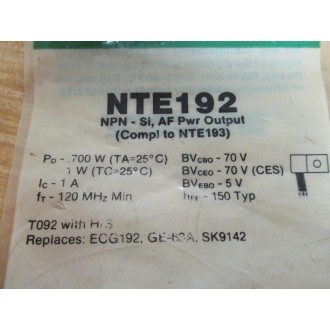 NTE192
NPN - Si, AF Pwr Output
(Compl to NTE193)
PD - .700 W (TA=25°C)
1 W (TC=25°C)
IC - 1 A
fT - 120 MHz Min
BVCBO - 70 V
BVCEO - 70 V (CES)
BVEBO - 5 V
hFE - 150 Typ
T092 with H/S
Replaces: ECG192, GE-63A, SK9142